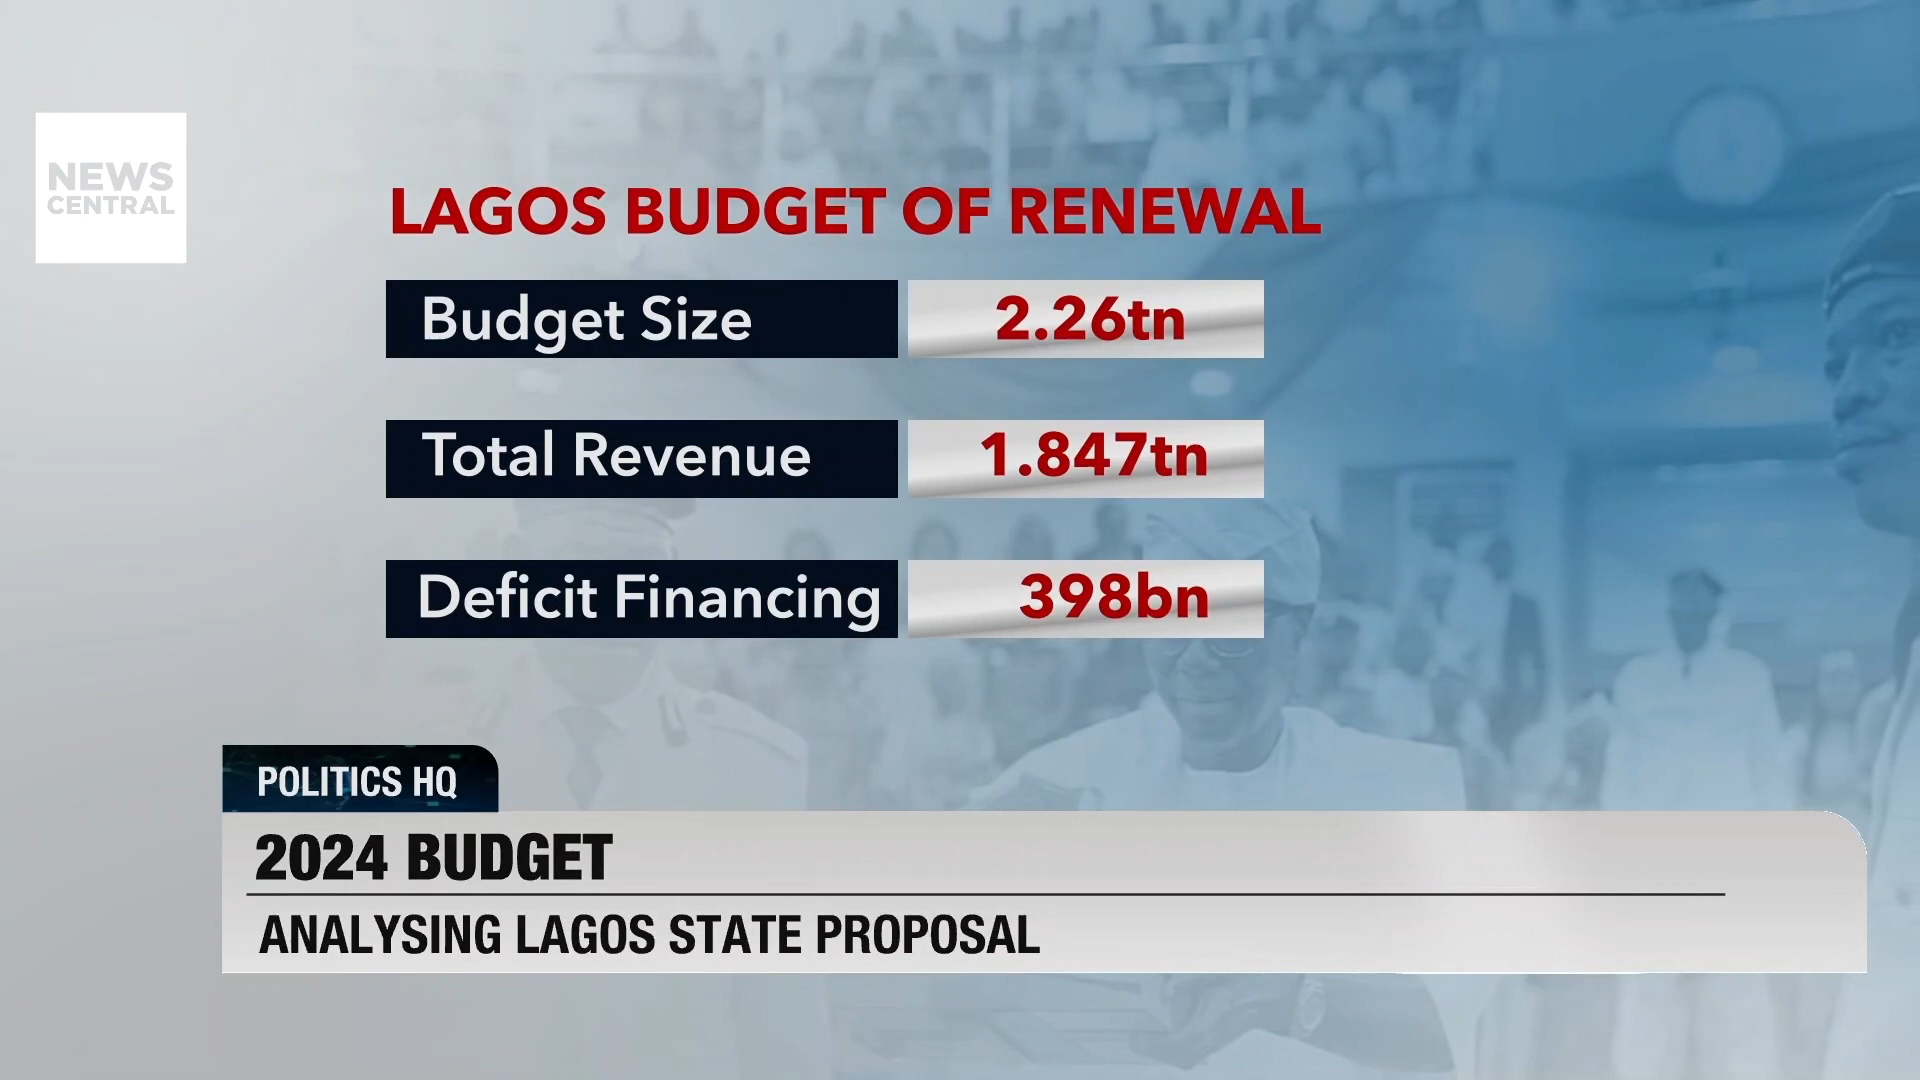 NEWS
CENTRAL
LAGOS BUDGET OF RENEWAL
Budget Size 2.26tn
Total Revenue 1.847tn
Deficit Financing 398bn
POLITICS HQ
2024 BUDGET
ANALYSING LAGOS STATE PROPOSAL